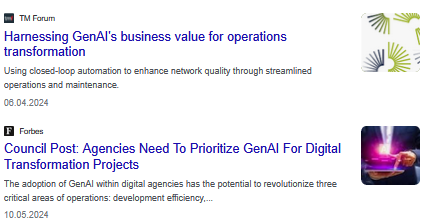 TM Forum
Harnessing GenAI's business value for operations
transformation
Using closed-loop automation to enhance network quality through streamlined
operations and maintenance.
06.04.2024
Forbes
Council Post: Agencies Need To Prioritize GenAI For Digital
Transformation Projects
The adoption of GenAI within digital agencies has the potential to revolutionize three
critical areas of operations: development efficiency,...
10.05.2024